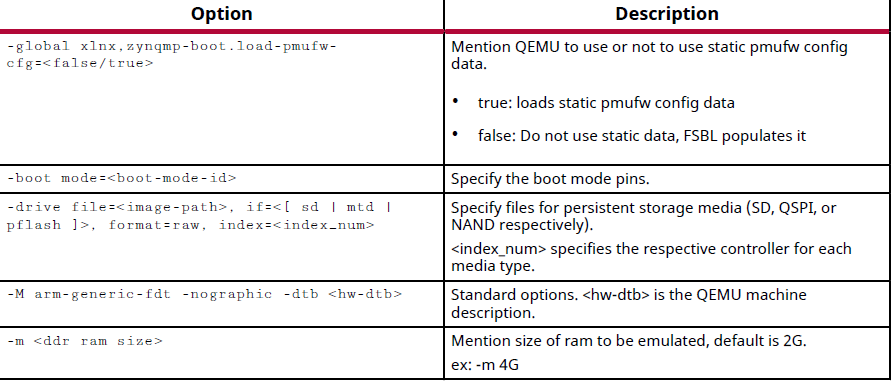 Option
Description
-global xlnx,zynqmp-boot.load-pmufw-
cfg=<false/true>
Mention QEMU to use or not to use static pmufw config
data.
• true: loads static pmufw config data
• false: Do not use static data, FSBL populates it
-boot mode=<boot-mode-id>
Specify the boot mode pins.
-drive file=<image-path>, if=<[ sd | mtd |
pflash ]>, format=raw, index=<index_num>
Specify files for persistent storage media (SD, QSPI, or
NAND respectively).
<index_num> specifies the respective controller for each
media type.
-M arm-generic-fdt -nographic -dtb <hw-dtb>
Standard options. <hw-dtb> is the QEMU machine
description.
-m <ddr ram size>
Mention size of ram to be emulated, default is 2G.
ex: -m 4G